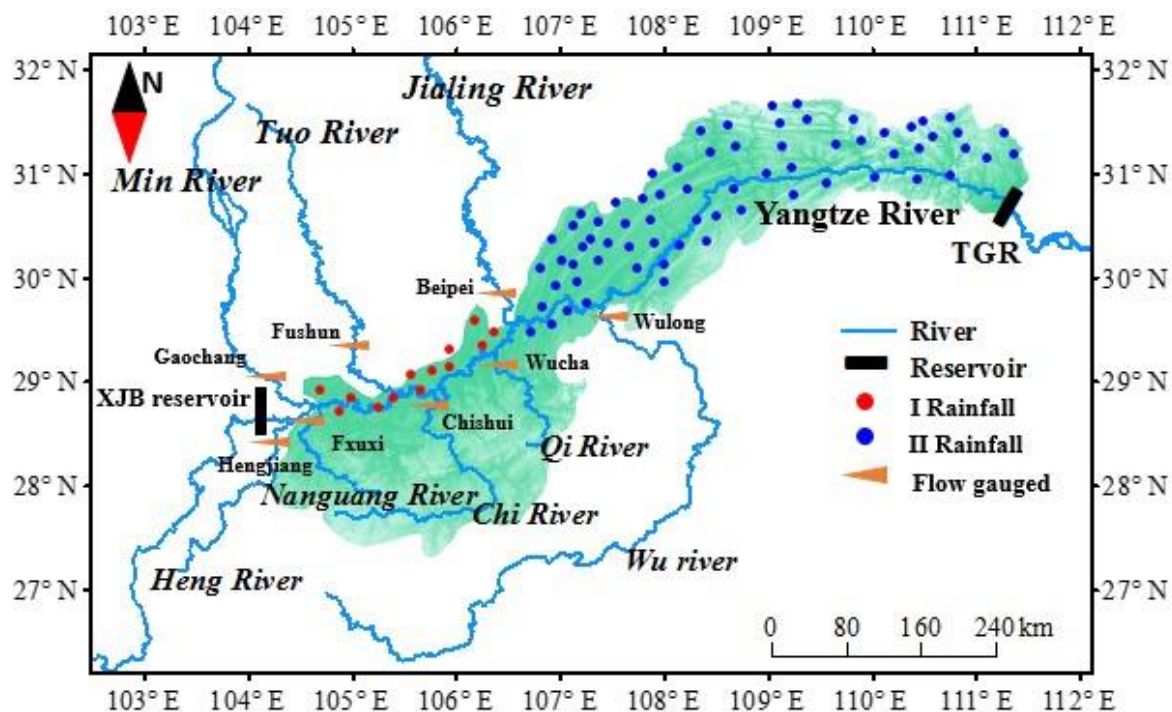 103° E 104° E 105° E 106° E 107° E 108° E 109° E 110° E 111° E 112° E
32° N
32° N
N
Jialing River
Tuo River
31° N
Min River
31° N
Yangtze River
TGR
30° N
30° N
Beipei
Fushun
Wulong
River
Gaochang
Wucha
Reservoir
29° N
29° N
XJB reservoir
I Rainfall
Chishui
II Rainfall
Fxuxi
Qi River
Hengjiang
Flow gauged
28° N
Nanguang River
28° N
Chi River
Wu river
Heng River
27° N
27° N
0 80 160 240 km
103° E 104° E 105° E 106° E 107° E 108° E 109° E 110° E 111° E 112° E